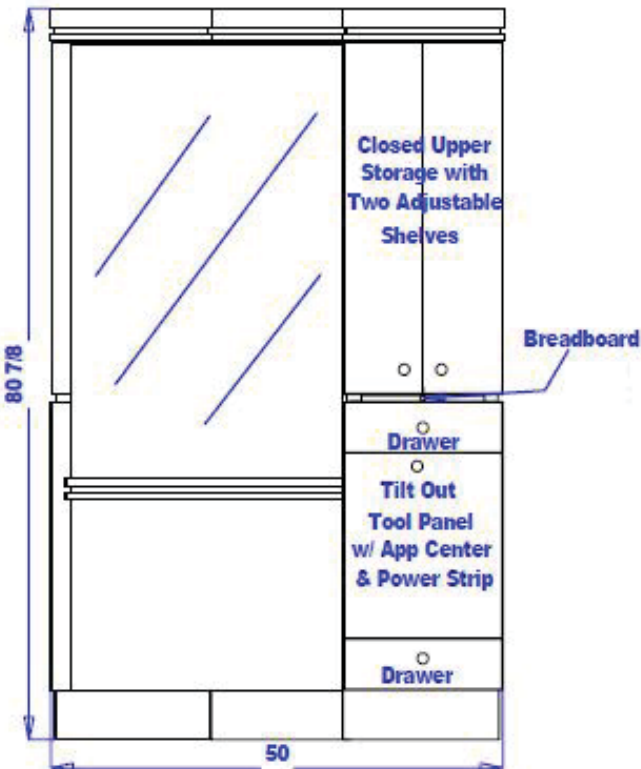 Closed Upper
Storage with
Two Adjustable
Shelves
80 7/8
Breadboard
Drawer
Tilt Out
Tool Panel
w/ App Center
& Power Strip
Drawer
50